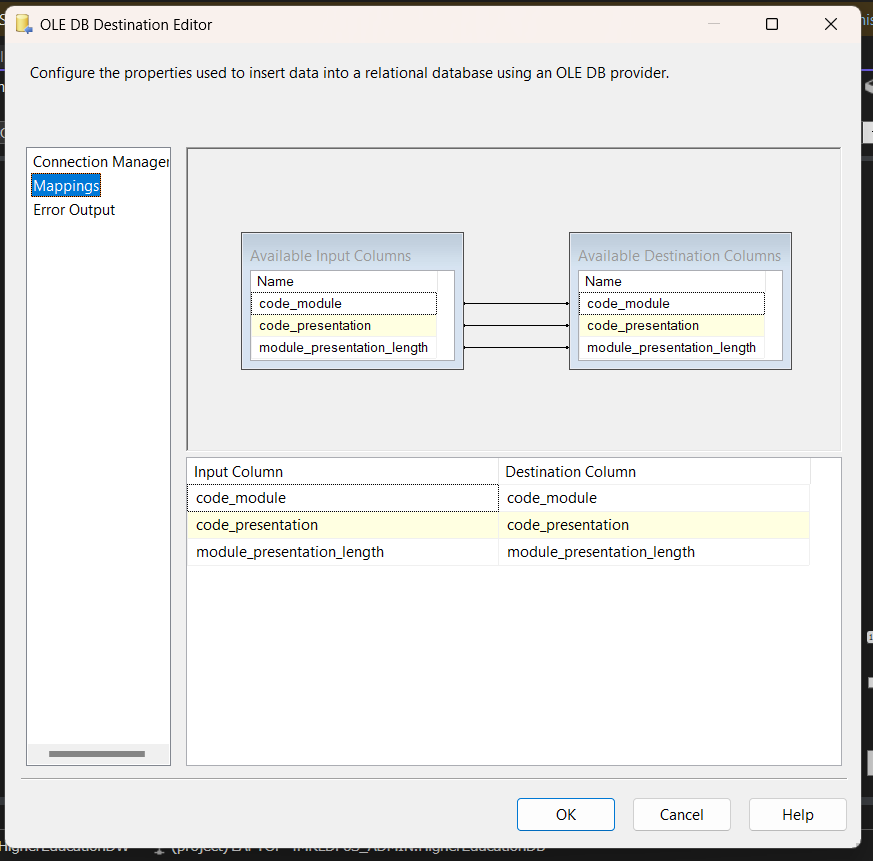 OLE DB Destination Editor
Configure the properties used to insert data into a relational database using an OLE DB provider.
Connection Manager
Mappings
Error Output
Available Input Columns
Name
code_module
code_presentation
module_presentation_length
Available Destination Columns
Name
code_module
code_presentation
module_presentation_length
Input Column Destination Column
code_module code_module
code_presentation code_presentation
module_presentation_length module_presentation_length
OK Cancel Help